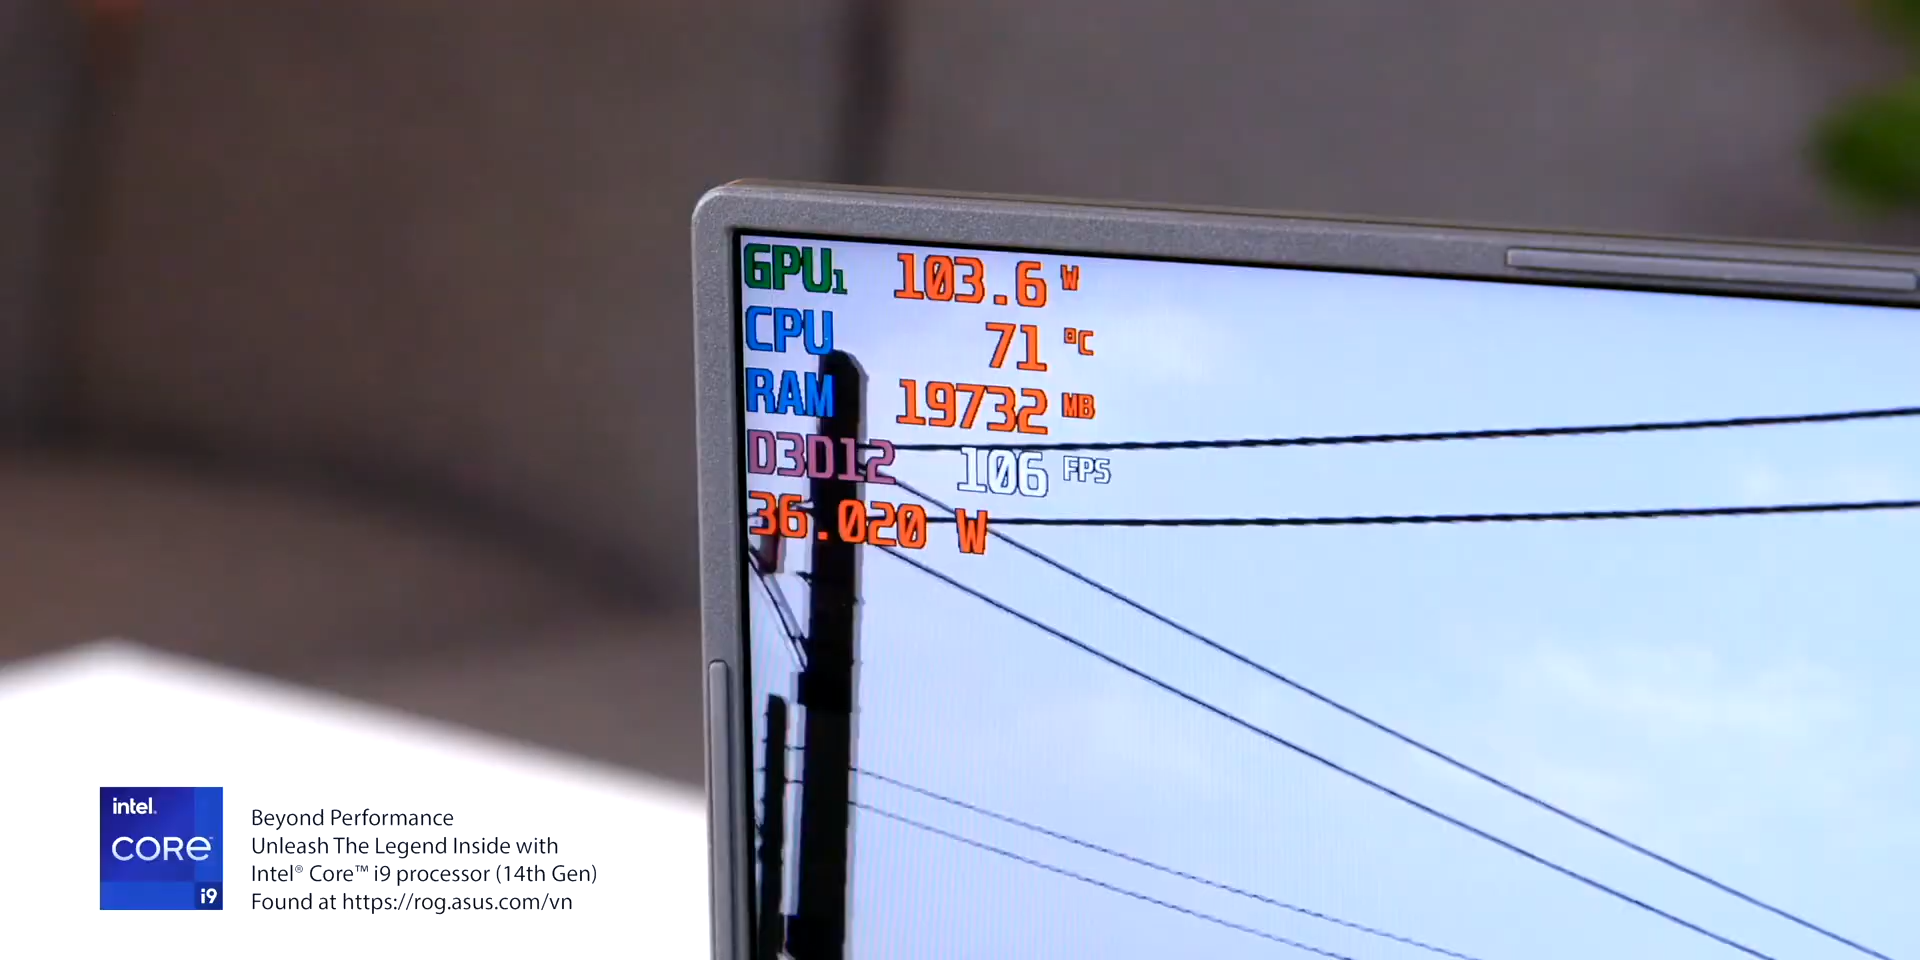 GPU1 103.6 W
CPU 71 °C
RAM 19732 MB
D3D12 106 FPS
36.020 W
intel.
CORE™
i9
Beyond Performance
Unleash The Legend Inside with
Intel® Core™ i9 processor (14th Gen)
Found at https://rog.asus.com/vn